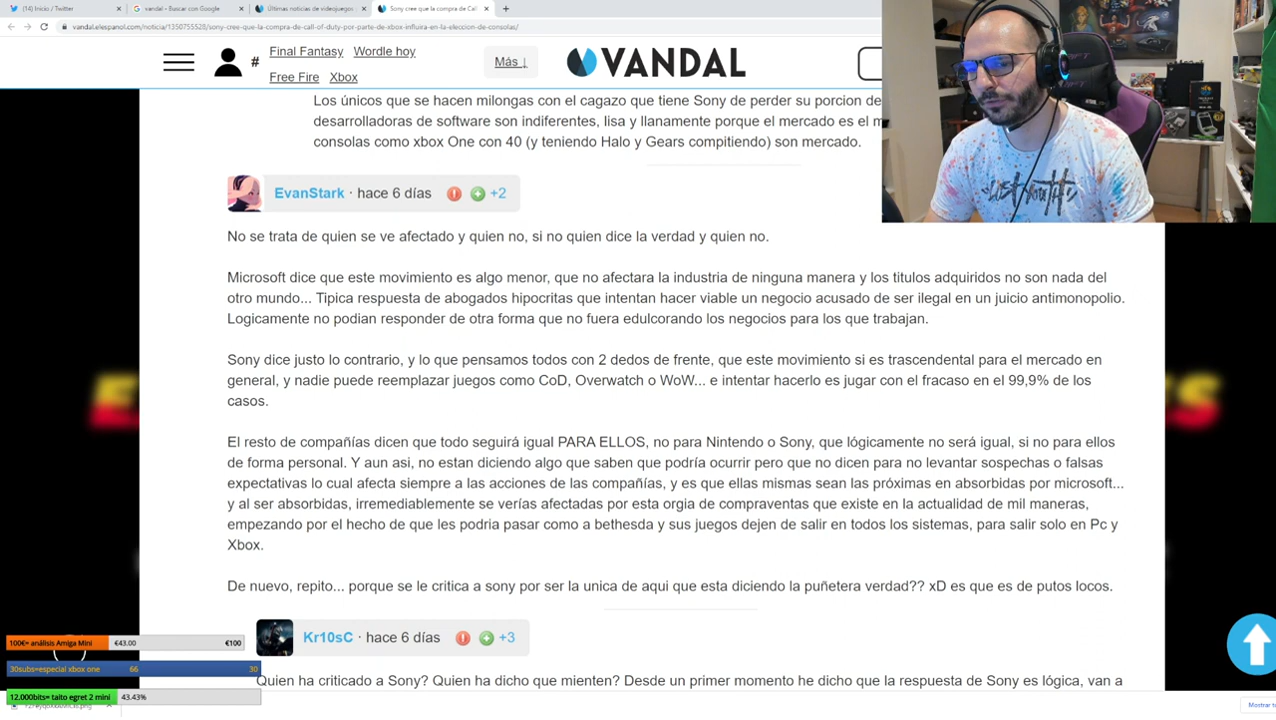 (14) Inicio / Twitter
vandal - Buscar con Google
Últimas noticias de videojuegos
Sony cree que la compra de Call
vandal.elespanol.com/noticia/1350755528/sony-cree-que-la-compra-de-call-of-duty-por-parte-de-xbox-influira-en-la-eleccion-de-consolas/
# Final Fantasy Wordle hoy
Free Fire Xbox
Más ↓
VANDAL
Los únicos que se hacen milongas con el cagazo que tiene Sony de perder su porcion de
desarrolladoras de software son indiferentes, lisa y llanamente porque el mercado es el m
consolas como xbox One con 40 (y teniendo Halo y Gears compitiendo) son mercado.
EvanStark · hace 6 días +2
No se trata de quien se ve afectado y quien no, si no quien dice la verdad y quien no.
Microsoft dice que este movimiento es algo menor, que no afectara la industria de ninguna manera y los titulos adquiridos no son nada del
otro mundo... Tipica respuesta de abogados hipocritas que intentan hacer viable un negocio acusado de ser ilegal en un juicio antimonopolio.
Logicamente no podian responder de otra forma que no fuera edulcorando los negocios para los que trabajan.
Sony dice justo lo contrario, y lo que pensamos todos con 2 dedos de frente, que este movimiento si es trascendental para el mercado en
general, y nadie puede reemplazar juegos como CoD, Overwatch o WoW... e intentar hacerlo es jugar con el fracaso en el 99,9% de los
casos.
El resto de compañías dicen que todo seguirá igual PARA ELLOS, no para Nintendo o Sony, que lógicamente no será igual, si no para ellos
de forma personal. Y aun asi, no estan diciendo algo que saben que podría ocurrir pero que no dicen para no levantar sospechas o falsas
expectativas lo cual afecta siempre a las acciones de las compañías, y es que ellas mismas sean las próximas en absorbidas por microsoft...
y al ser absorbidas, irremediablemente se verías afectadas por esta orgia de compraventas que existe en la actualidad de mil maneras,
empezando por el hecho de que les podria pasar como a bethesda y sus juegos dejen de salir en todos los sistemas, para salir solo en Pc y
Xbox.
De nuevo, repito... porque se le critica a sony por ser la unica de aqui que esta diciendo la puñetera verdad?? xD es que es de putos locos.
Kr10sC · hace 6 días +3
Quien ha criticado a Sony? Quien ha dicho que mienten? Desde un primer momento he dicho que la respuesta de Sony es lógica, van a
100€= análisis Amiga Mini €43.00 €100
30subs=especial xbox one 66 30
12.000bits= taito egret 2 mini 43.43%
Mostrar to